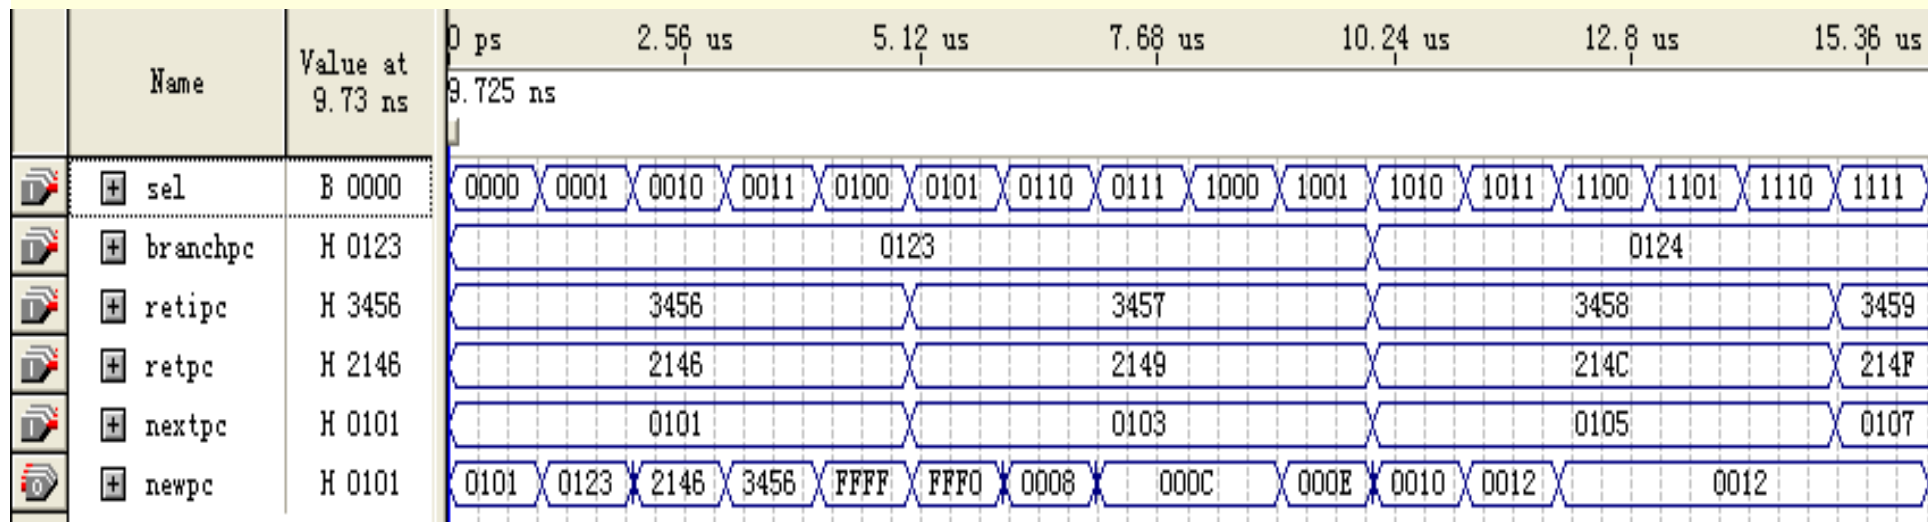 Name Value at 9.73 ns
0 ps 2.56 us 5.12 us 7.68 us 10.24 us 12.8 us 15.36 us
9.725 ns
sel B 0000 0000 0001 0010 0011 0100 0101 0110 0111 1000 1001 1010 1011 1100 1101 1110 1111
branchpc H 0123 0123 0124
retipc H 3456 3456 3457 3458 3459
retpc H 2146 2146 2149 214C 214F
nextpc H 0101 0101 0103 0105 0107
newpc H 0101 0101 0123 2146 3456 FFFF FFF0 0008 000C 000E 0010 0012 0012